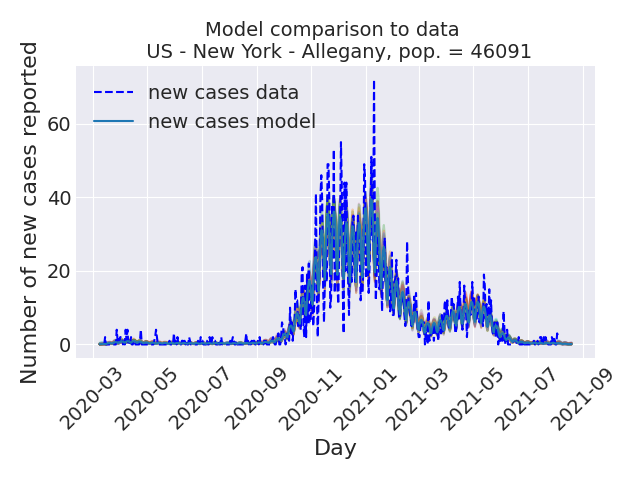 Model comparison to data
US - New York - Allegany, pop. = 46091
Number of new cases reported
60
40
20
0
new cases data
new cases model
2020-03
2020-05
2020-07
2020-09
2020-11
2021-01
2021-03
2021-05
2021-07
2021-09
Day